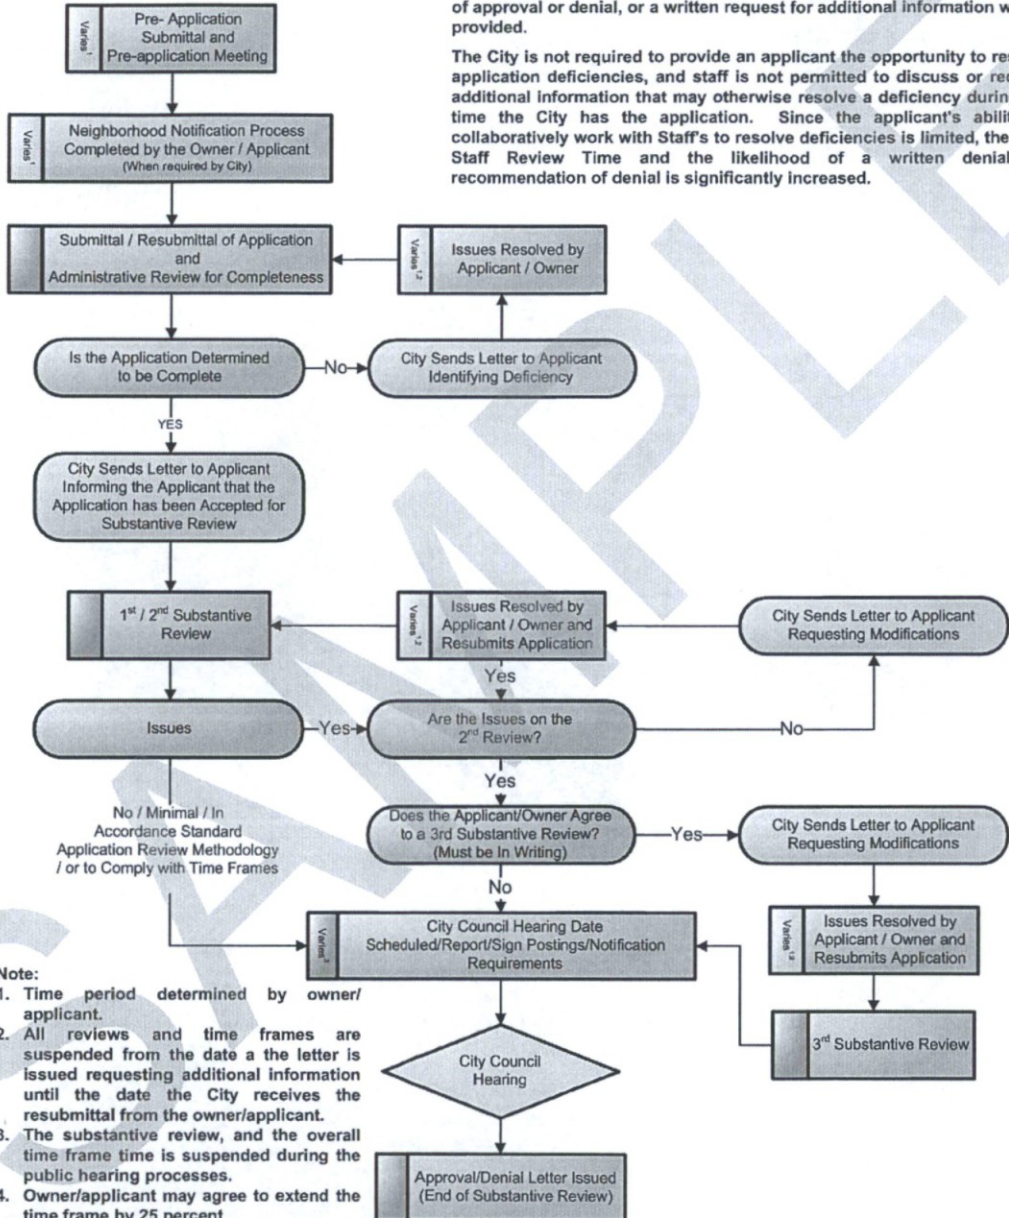 of approval or denial, or a written request for additional information w
provided.
The City is not required to provide an applicant the opportunity to re
application deficiencies, and staff is not permitted to discuss or re
additional information that may otherwise resolve a deficiency durin
time the City has the application. Since the applicant's abilit
collaboratively work with Staff's to resolve deficiencies is limited, the
Staff Review Time and the likelihood of a written denial
recommendation of denial is significantly increased.
Varies¹
Pre- Application
Submittal and
Pre-application Meeting
Varies¹
Neighborhood Notification Process
Completed by the Owner / Applicant
(When required by City)
Submittal / Resubmittal of Application
and
Administrative Review for Completeness
Varies¹,²
Issues Resolved by
Applicant / Owner
Is the Application Determined
to be Complete
No
City Sends Letter to Applicant
Identifying Deficiency
YES
City Sends Letter to Applicant
Informing the Applicant that the
Application has been Accepted for
Substantive Review
1st / 2nd Substantive
Review
Varies¹,²
Issues Resolved by
Applicant / Owner and
Resubmits Application
City Sends Letter to Applicant
Requesting Modifications
Yes
Issues
Yes
Are the Issues on the
2nd Review?
No
Yes
No / Minimal / In
Accordance Standard
Application Review Methodology
/ or to Comply with Time Frames
Does the Applicant/Owner Agree
to a 3rd Substantive Review?
(Must be In Writing)
Yes
City Sends Letter to Applicant
Requesting Modifications
No
Varies³
City Council Hearing Date
Scheduled/Report/Sign Postings/Notification
Requirements
Varies¹,²
Issues Resolved by
Applicant / Owner and
Resubmits Application
3rd Substantive Review
City Council
Hearing
Approval/Denial Letter Issued
(End of Substantive Review)
Note:
1. Time period determined by owner/
applicant.
2. All reviews and time frames are
suspended from the date a the letter is
issued requesting additional information
until the date the City receives the
resubmittal from the owner/applicant.
3. The substantive review, and the overall
time frame time is suspended during the
public hearing processes.
4. Owner/applicant may agree to extend the
time frame by 25 percent
SAMPLE